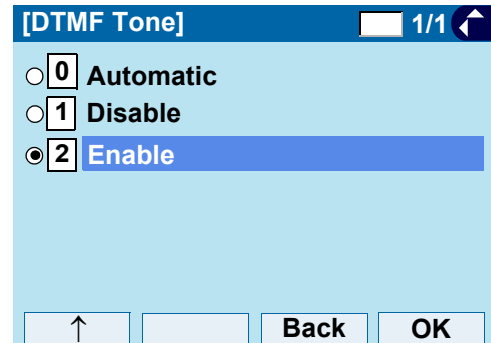 [DTMF Tone] 1/1
0 Automatic
1 Disable
2 Enable
↑ Back OK